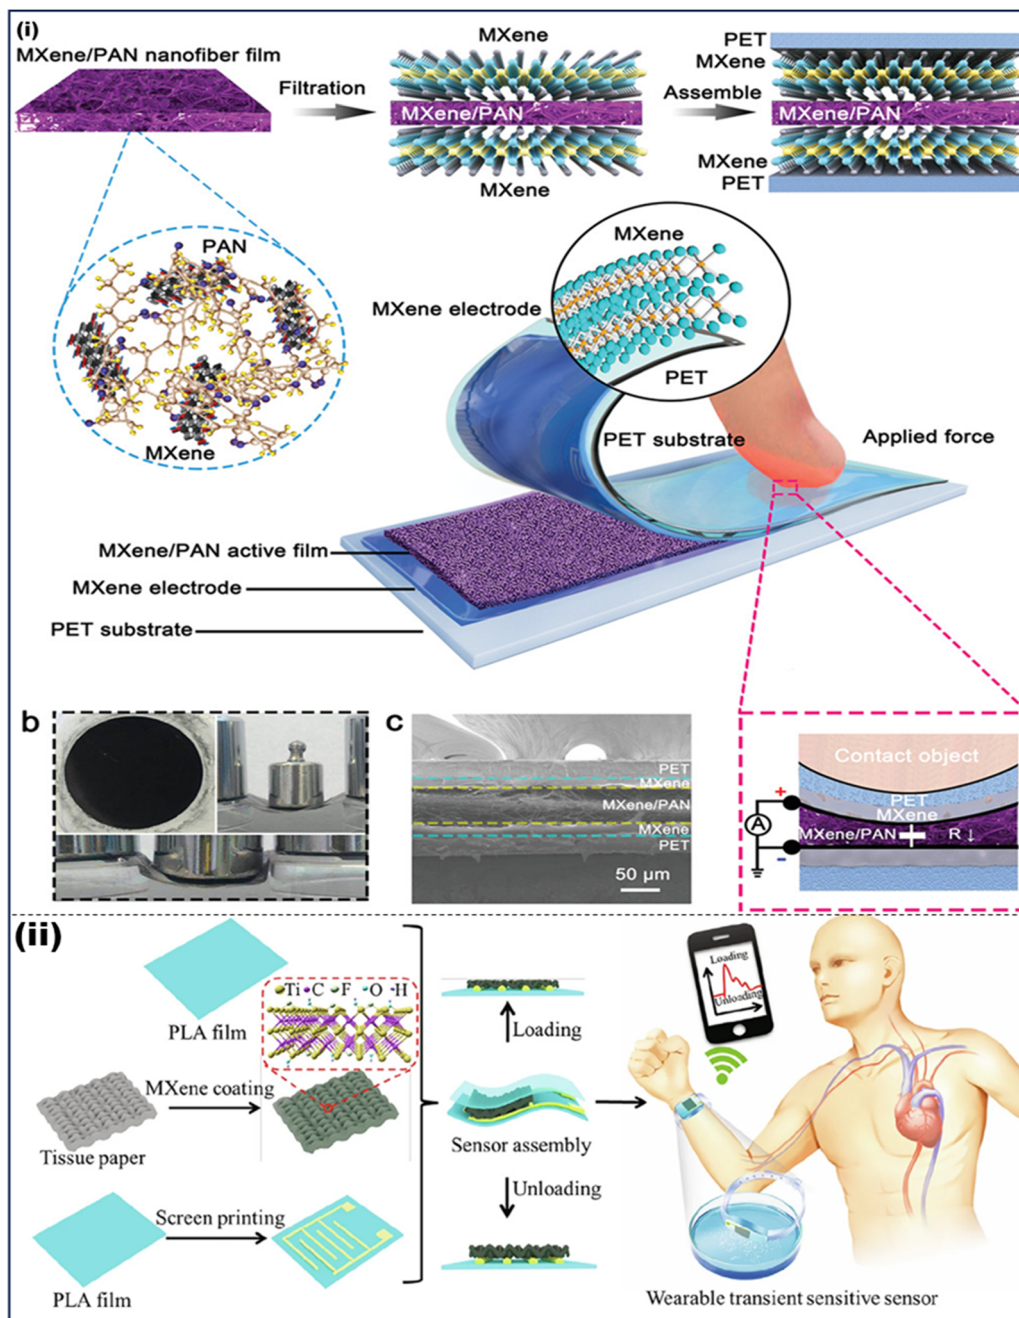 (i)
MXene/PAN nanofiber film
Filtration
MXene
MXene/PAN
MXene
Assemble
PET
MXene
MXene/PAN
MXene
PET
PAN
MXene
MXene
PET
MXene electrode
PET substrate
Applied force
MXene/PAN active film
MXene electrode
PET substrate
b
c
PET
MXene
MXene/PAN
MXene
PET
50 µm
Contact object
PET
MXene
MXene/PAN
R ↓
+
A
-
(ii)
PLA film
Ti C F O H
MXene coating
Tissue paper
Screen printing
PLA film
Loading
Sensor assembly
Unloading
Loading
Unloading
Wearable transient sensitive sensor